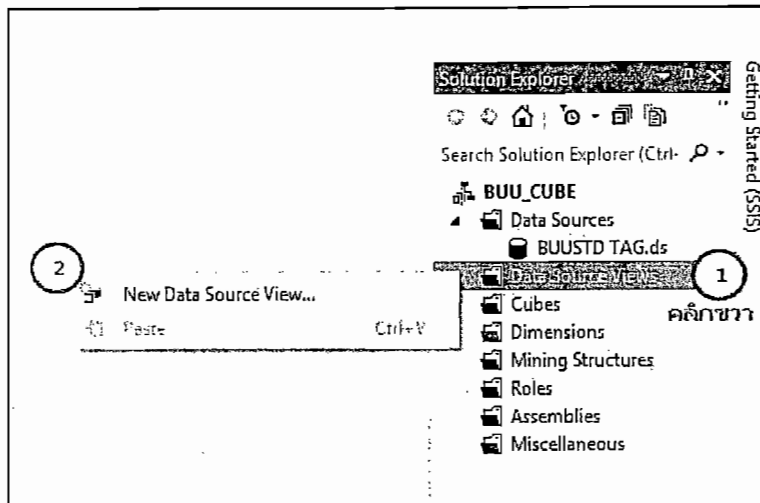 Solution Explorer
Search Solution Explorer (Ctrl-
BUU_CUBE
Data Sources
BUUSTD TAG.ds
Data Source Views
1
คลิกขวา
2
New Data Source View...
Paste Ctrl+V
Cubes
Dimensions
Mining Structures
Roles
Assemblies
Miscellaneous
Getting Started (SSIS)